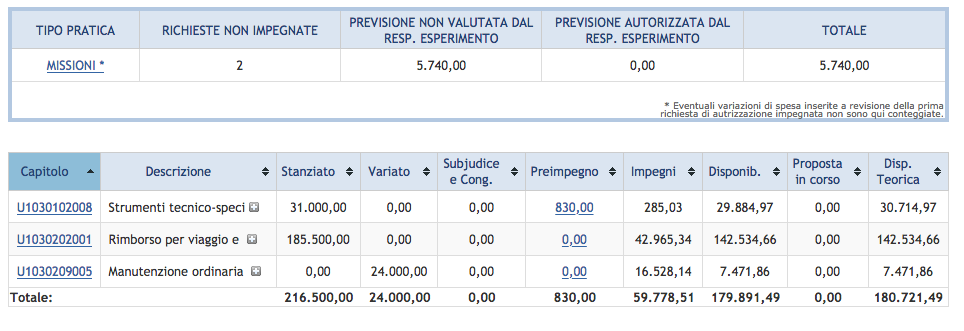 TIPO PRATICA RICHIESTE NON IMPEGNATE PREVISIONE NON VALUTATA DAL RESP. ESPERIMENTO PREVISIONE AUTORIZZATA DAL RESP. ESPERIMENTO TOTALE
MISSIONI * 2 5.740,00 0,00 5.740,00
* Eventuali variazioni di spesa inserite a revisione della prima
richiesta di autrizzazione impegnata non sono qui conteggiate.
Capitolo Descrizione Stanziato Variato Subjudice e Cong. Preimpegno Impegni Disponib. Proposta in corso Disp. Teorica
U1030102008 Strumenti tecnico-speci 31.000,00 0,00 0,00 830,00 285,03 29.884,97 0,00 30.714,97
U1030202001 Rimborso per viaggio e 185.500,00 0,00 0,00 0,00 42.965,34 142.534,66 0,00 142.534,66
U1030209005 Manutenzione ordinaria 0,00 24.000,00 0,00 0,00 16.528,14 7.471,86 0,00 7.471,86
Totale: 216.500,00 24.000,00 0,00 830,00 59.778,51 179.891,49 0,00 180.721,49